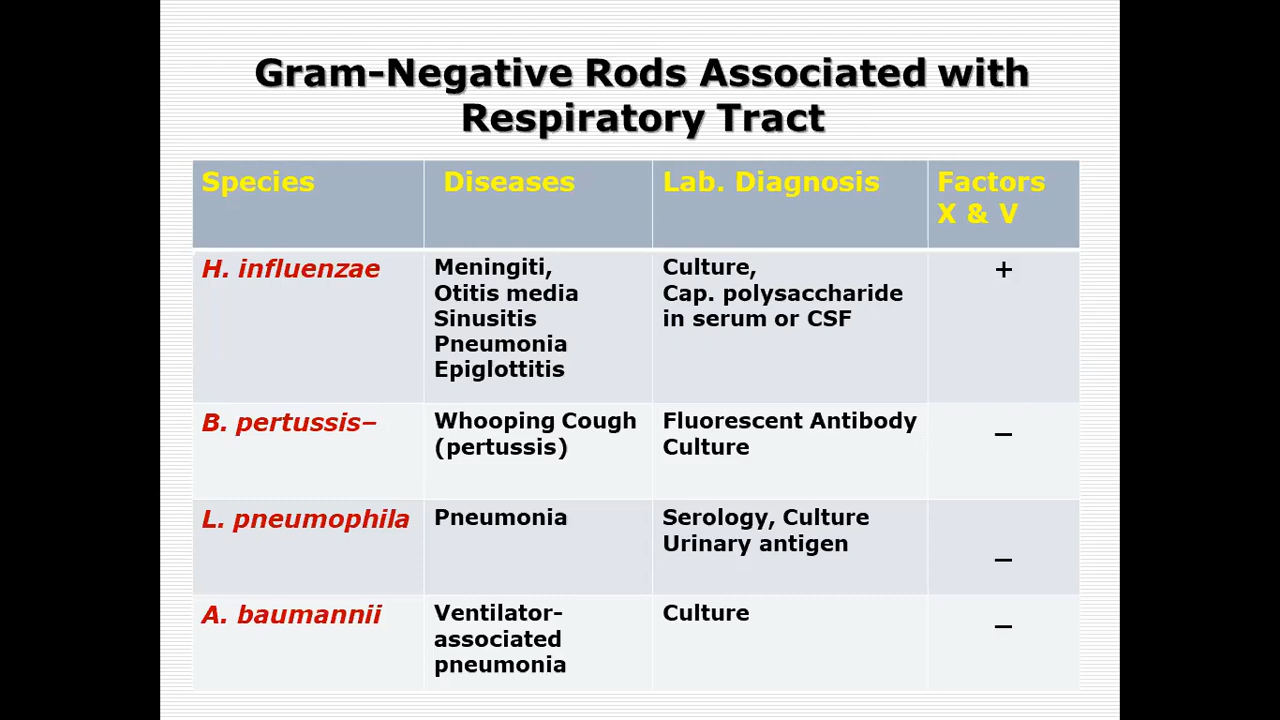 Gram-Negative Rods Associated with
Respiratory Tract
Species
Diseases
Lab. Diagnosis
Factors
X & V
H. influenzae
Meningiti,
Otitis media
Sinusitis
Pneumonia
Epiglottitis
Culture,
Cap. polysaccharide
in serum or CSF
+
B. pertussis–
Whooping Cough
(pertussis)
Fluorescent Antibody
Culture
–
L. pneumophila
Pneumonia
Serology, Culture
Urinary antigen
–
A. baumannii
Ventilator-
associated
pneumonia
Culture
–